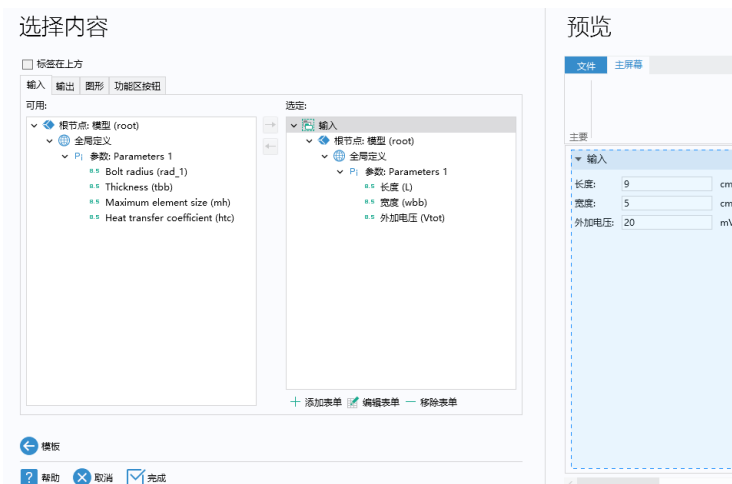 选择内容
标签在上方
输入 输出 图形 功能区按钮
可用:
根节点: 模型 (root)
全局定义
Pi 参数: Parameters 1
Bolt radius (rad_1)
Thickness (tbb)
Maximum element size (mh)
Heat transfer coefficient (htc)
选定:
输入
根节点: 模型 (root)
全局定义
Pi 参数: Parameters 1
长度 (L)
宽度 (wbb)
外加电压 (Vtot)
添加表单 编辑表单 移除表单
模板
帮助 取消 完成
预览
文件 主屏幕
主要
输入
长度: 9 cm
宽度: 5 cm
外加电压: 20 mV